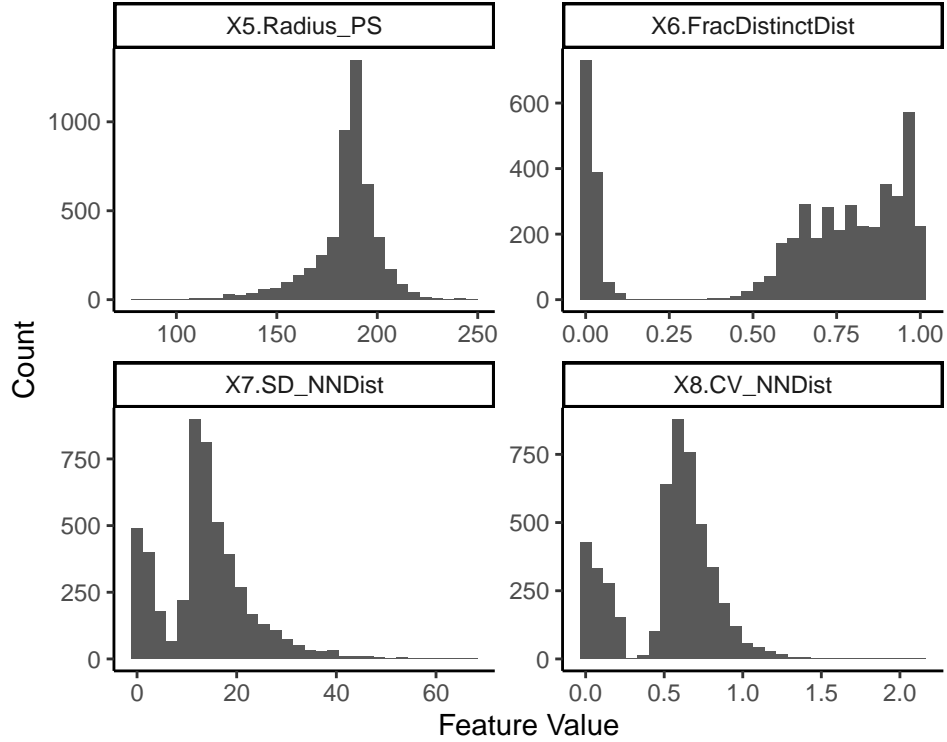 X5.Radius_PS
X6.FracDistinctDist
1000
500
0
600
400
200
0
100 150 200 250
0.00 0.25 0.50 0.75 1.00
Count
X7.SD_NNDist
X8.CV_NNDist
750
500
250
0
750
500
250
0
0 20 40 60
0.0 0.5 1.0 1.5 2.0
Feature Value